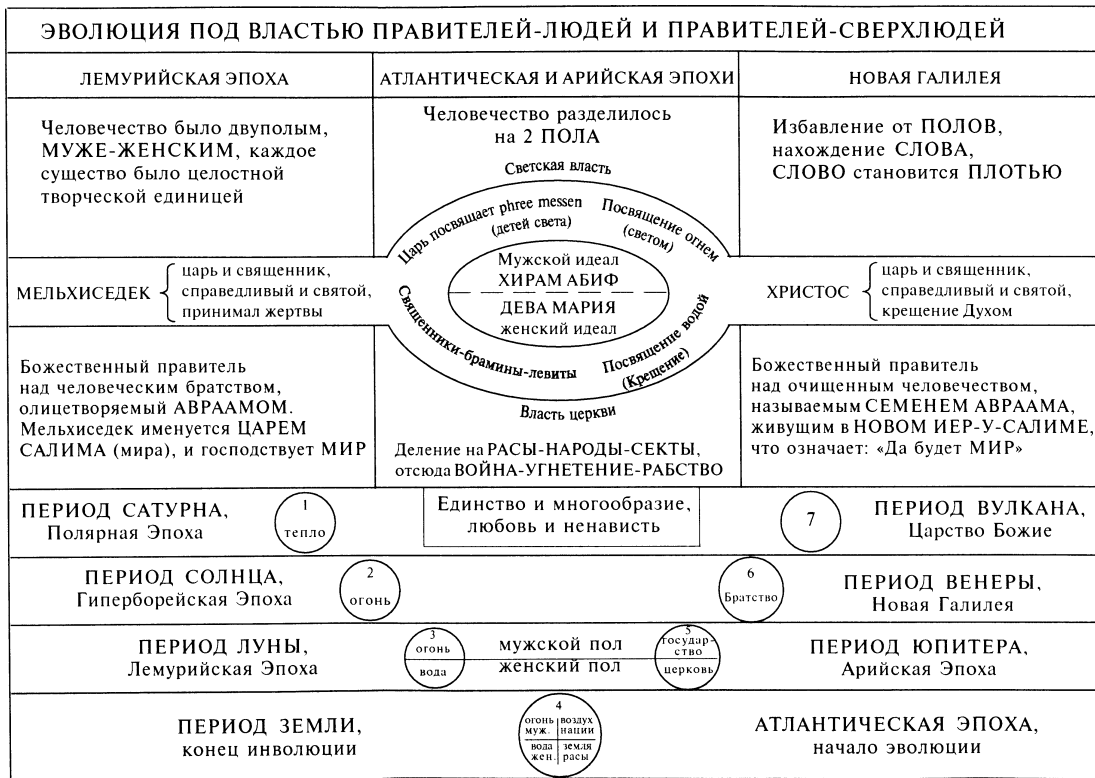 ЭВОЛЮЦИЯ ПОД ВЛАСТЬЮ ПРАВИТЕЛЕЙ-ЛЮДЕЙ И ПРАВИТЕЛЕЙ-СВЕРХЛЮДЕЙ
ЛЕМУРИЙСКАЯ ЭПОХА
АТЛАНТИЧЕСКАЯ И АРИЙСКАЯ ЭПОХИ
НОВАЯ ГАЛИЛЕЯ
Человечество было двуполым,
МУЖЕ-ЖЕНСКИМ, каждое
существо было целостной
творческой единицей
Человечество разделилось
на 2 ПОЛА
Светская власть
Царь посвящает phree messen
(детей света)
Посвящение огнем
(светом)
Мужской идеал
ХИРАМ АБИФ
ДЕВА МАРИЯ
женский идеал
Священники-брамины-левиты
Посвящение водой
(Крещение)
Власть церкви
Деление на РАСЫ-НАРОДЫ-СЕКТЫ,
отсюда ВОЙНА-УГНЕТЕНИЕ-РАБСТВО
Избавление от ПОЛОВ,
нахождение СЛОВА,
СЛОВО становится ПЛОТЬЮ
МЕЛЬХИСЕДЕК
царь и священник,
справедливый и святой,
принимал жертвы
ХРИСТОС
царь и священник,
справедливый и святой,
крещение Духом
Божественный правитель
над человеческим братством,
олицетворяемый АВРААМОМ.
Мельхиседек именуется ЦАРЕМ
САЛИМА (мира), и господствует МИР
Божественный правитель
над очищенным человечеством,
называемым СЕМЕНЕМ АВРААМА,
живущим в НОВОМ ИЕР-У-САЛИМЕ,
что означает: «Да будет МИР»
ПЕРИОД САТУРНА,
Полярная Эпоха
1
тепло
Единство и многообразие,
любовь и ненависть
7
ПЕРИОД ВУЛКАНА,
Царство Божие
ПЕРИОД СОЛНЦА,
Гиперборейская Эпоха
2
огонь
6
Братство
ПЕРИОД ВЕНЕРЫ,
Новая Галилея
ПЕРИОД ЛУНЫ,
Лемурийская Эпоха
3
огонь
вода
мужской пол
женский пол
5
государ-
ство
церковь
ПЕРИОД ЮПИТЕРА,
Арийская Эпоха
ПЕРИОД ЗЕМЛИ,
конец инволюции
4
огонь воздух
муж. нации
вода земля
жен. расы
АТЛАНТИЧЕСКАЯ ЭПОХА,
начало эволюции